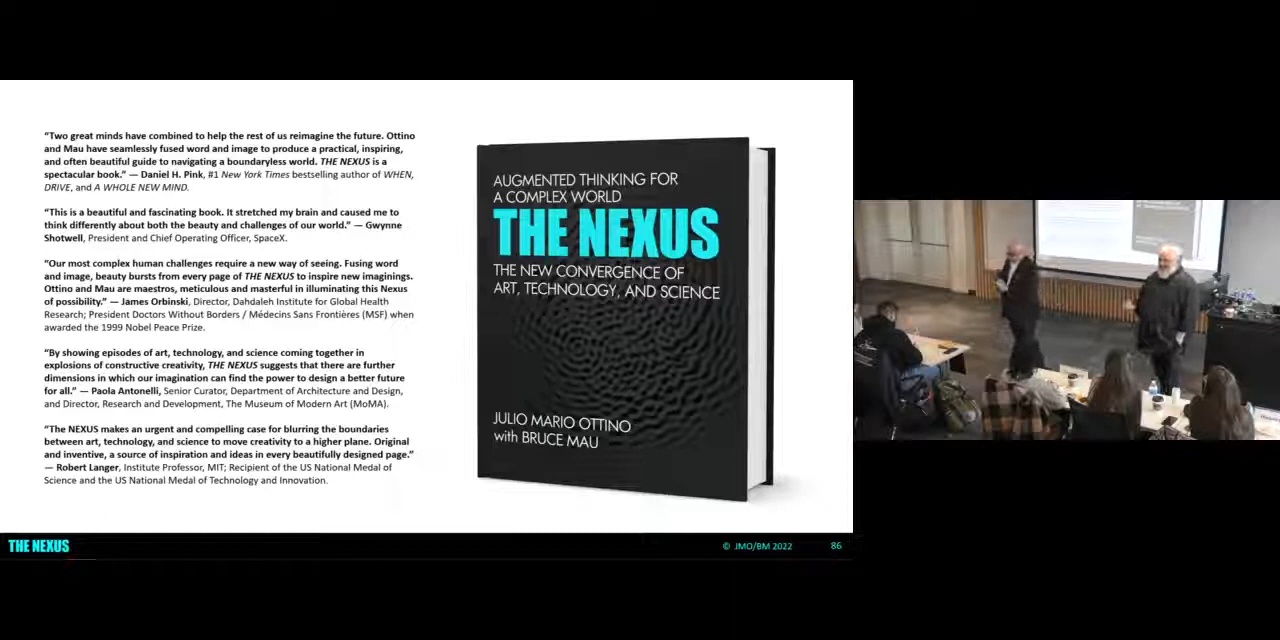 “Two great minds have combined to help the rest of us reimagine the future. Ottino
and Mau have seamlessly fused word and image to produce a practical, inspiring,
and often beautiful guide to navigating a boundaryless world. THE NEXUS is a
spectacular book.” — Daniel H. Pink, #1 New York Times bestselling author of WHEN,
DRIVE, and A WHOLE NEW MIND.
“This is a beautiful and fascinating book. It stretched my brain and caused me to
think differently about both the beauty and challenges of our world.” — Gwynne
Shotwell, President and Chief Operating Officer, SpaceX.
“Our most complex human challenges require a new way of seeing. Fusing word
and image, beauty bursts from every page of THE NEXUS to inspire new imaginings.
Ottino and Mau are maestros, meticulous and masterful in illuminating this Nexus
of possibility.” — James Orbinski, Director, Dahdaleh Institute for Global Health
Research; President Doctors Without Borders / Médecins Sans Frontières (MSF) when
awarded the 1999 Nobel Peace Prize.
“By showing episodes of art, technology, and science coming together in
explosions of constructive creativity, THE NEXUS suggests that there are further
dimensions in which our imagination can find the power to design a better future
for all.” — Paola Antonelli, Senior Curator, Department of Architecture and Design,
and Director, Research and Development, The Museum of Modern Art (MoMA).
“The NEXUS makes an urgent and compelling case for blurring the boundaries
between art, technology, and science to move creativity to a higher plane. Original
and inventive, a source of inspiration and ideas in every beautifully designed page.”
— Robert Langer, Institute Professor, MIT; Recipient of the US National Medal of
Science and the US National Medal of Technology and Innovation.
AUGMENTED THINKING FOR
A COMPLEX WORLD
THE NEXUS
THE NEW CONVERGENCE OF
ART, TECHNOLOGY, AND SCIENCE
JULIO MARIO OTTINO
with BRUCE MAU
THE NEXUS
© JMO/BM 2022
86